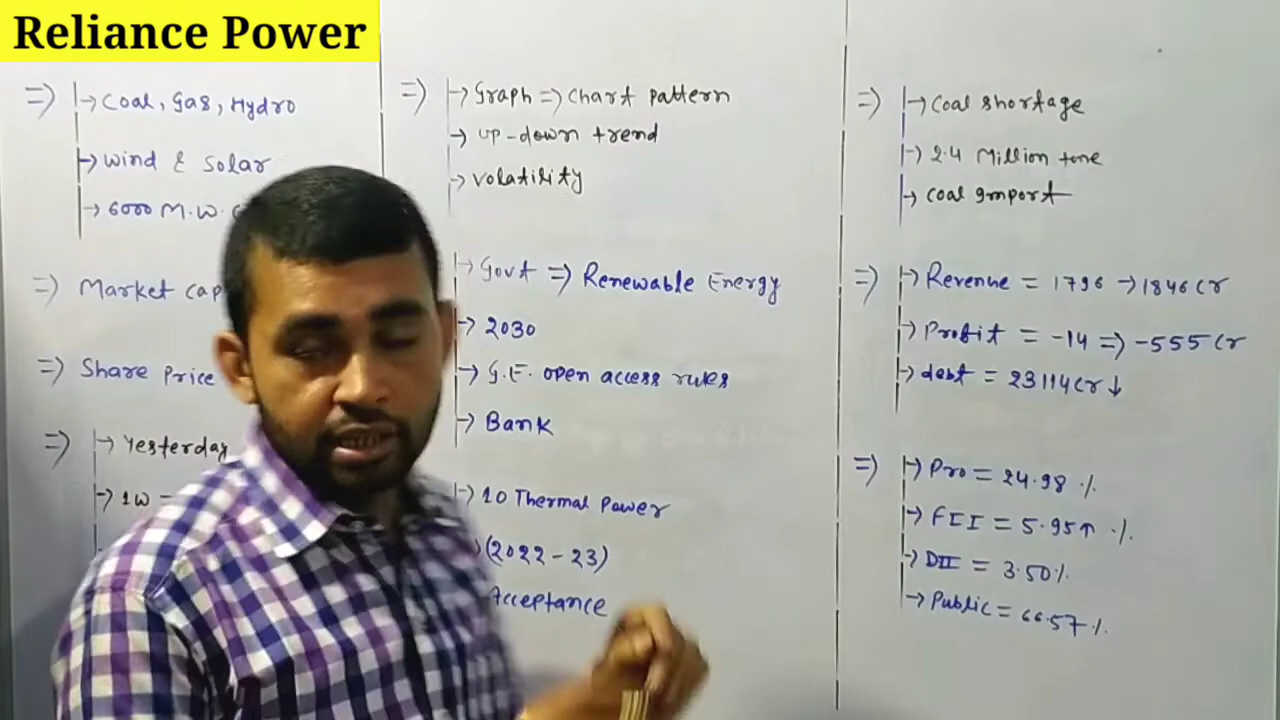 Reliance Power
=> → Coal, Gas, Hydro
→ Wind & Solar
→ 6000 M.W.
=> Market cap
=> Share Price
=> → Yesterday
→ 1W -
=> → Graph => Chart pattern
→ up-down trend
→ volatility
→ Govt => Renewable Energy
→ 2030
→ G.E. open access rules
→ Bank
→ 10 Thermal Power
(2022-23)
Acceptance
=> → Coal shortage
→ 2.4 Million tone
→ Coal Import
=> → Revenue = 1796 → 1846 Cr
→ Profit = -14 => -555 Cr
→ debt = 23114 Cr ↓
=> → Pro = 24.98 %
→ FII = 5.95↑ %.
→ DII = 3.50%
→ Public = 66.57 %.